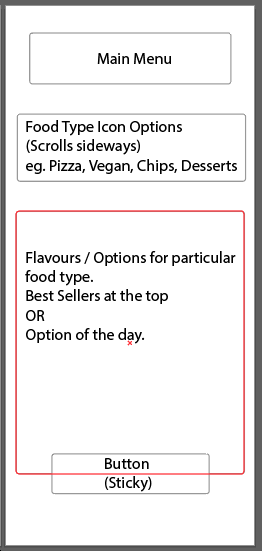 Main Menu
Food Type Icon Options
(Scrolls sideways)
eg. Pizza, Vegan, Chips, Desserts
Flavours / Options for particular
food type.
Best Sellers at the top
OR
Option of the day.
Button
(Sticky)